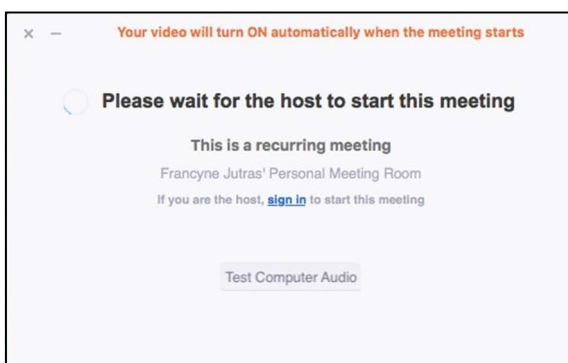 Your video will turn ON automatically when the meeting starts
Please wait for the host to start this meeting
This is a recurring meeting
Francyne Jutras' Personal Meeting Room
If you are the host, sign in to start this meeting
Test Computer Audio